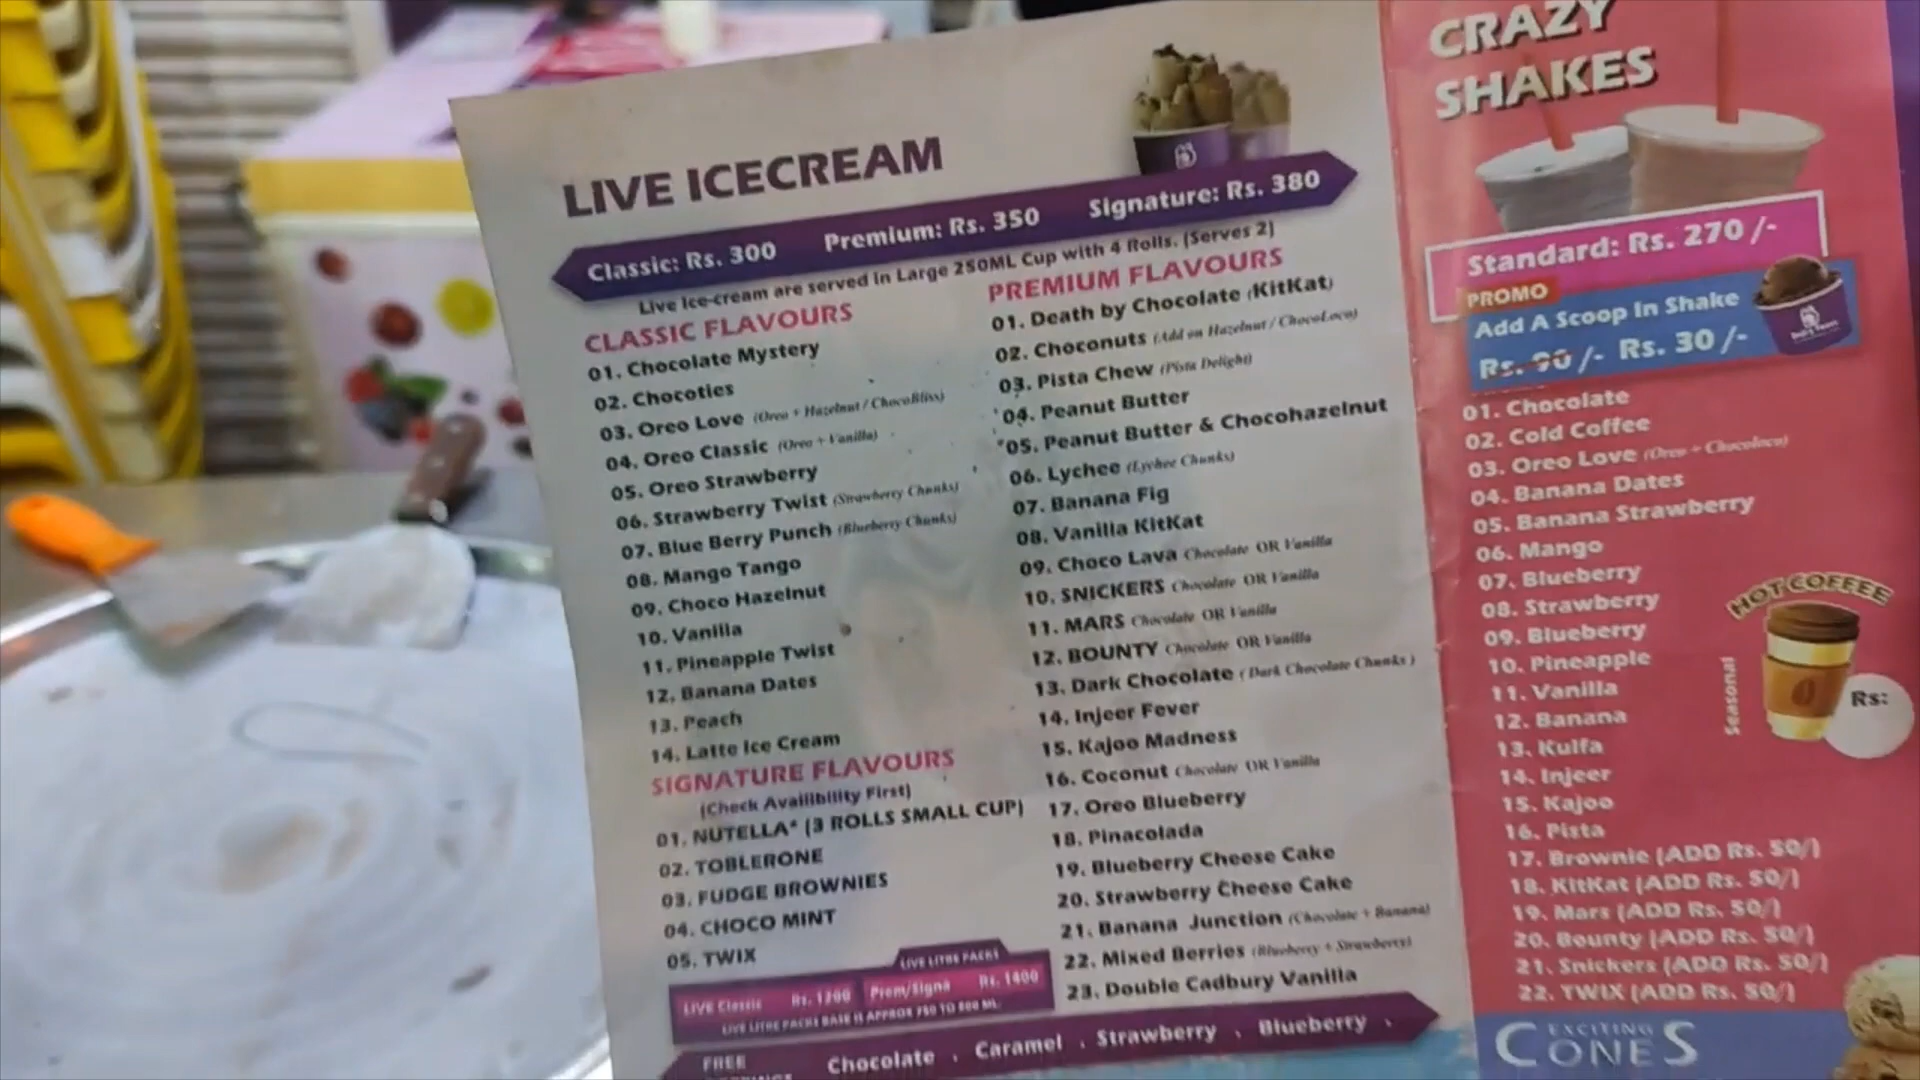 LIVE ICECREAM
Classic: Rs. 300 Premium: Rs. 350 Signature: Rs. 380
Live Ice-cream are served in Large 250ML Cup with 4 Rolls. (Serves 2)
CLASSIC FLAVOURS
01. Chocolate Mystery
02. Chocoties
03. Oreo Love (Oreo + Hazelnut / ChocoBliss)
04. Oreo Classic (Oreo + Vanilla)
05. Oreo Strawberry
06. Strawberry Twist (Strawberry Chunks)
07. Blue Berry Punch (Blueberry Chunks)
08. Mango Tango
09. Choco Hazelnut
10. Vanilla
11. Pineapple Twist
12. Banana Dates
13. Peach
14. Latte Ice Cream
SIGNATURE FLAVOURS
(Check Availibility First)
01. NUTELLA* (3 ROLLS SMALL CUP)
02. TOBLERONE
03. FUDGE BROWNIES
04. CHOCO MINT
05. TWIX
PREMIUM FLAVOURS
01. Death by Chocolate (KitKat)
02. Choconuts (Add on Hazelnut / ChocoLoco)
03. Pista Chew (Pista Delight)
04. Peanut Butter
05. Peanut Butter & Chocohazelnut
06. Lychee (Lychee Chunks)
07. Banana Fig
08. Vanilla KitKat
09. Choco Lava Chocolate OR Vanilla
10. SNICKERS Chocolate OR Vanilla
11. MARS Chocolate OR Vanilla
12. BOUNTY Chocolate OR Vanilla
13. Dark Chocolate (Dark Chocolate Chunks)
14. Injeer Fever
15. Kajoo Madness
16. Coconut Chocolate OR Vanilla
17. Oreo Blueberry
18. Pinacolada
19. Blueberry Cheese Cake
20. Strawberry Cheese Cake
21. Banana Junction (Chocolate + Banana)
22. Mixed Berries (Blueberry + Strawberry)
23. Double Cadbury Vanilla
LIVE LITRE PACKS
LIVE Classic Rs. 1200 Prem/Signa Rs. 1400
LIVE LITRE PACKS BASE IS APPROX 750 TO 800 ML.
FREE
Chocolate , Caramel , Strawberry , Blueberry ,
CRAZY
SHAKES
Standard: Rs. 270 /-
PROMO
Add A Scoop In Shake
Rs. 90 /- Rs. 30 /-
01. Chocolate
02. Cold Coffee
03. Oreo Love (Oreo + Chocoloco)
04. Banana Dates
05. Banana Strawberry
06. Mango
07. Blueberry
08. Strawberry
09. Blueberry
10. Pineapple
11. Vanilla
12. Banana
13. Kulfa
14. Injeer
15. Kajoo
16. Pista
17. Brownie (ADD Rs. 50/)
18. KitKat (ADD Rs. 50/)
19. Mars (ADD Rs. 50/)
20. Bounty (ADD Rs. 50/)
21. Snickers (ADD Rs. 50/)
22. TWIX (ADD Rs. 50/)
HOT COFFEE
Seasonal
Rs:
EXCITING
CONES